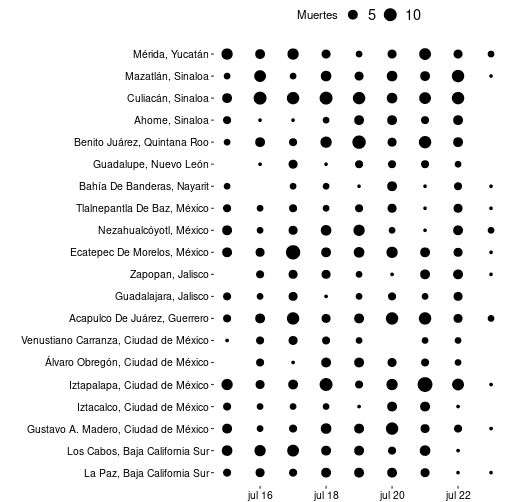 Muertes 5 10
Mérida, Yucatán
Mazatlán, Sinaloa
Culiacán, Sinaloa
Ahome, Sinaloa
Benito Juárez, Quintana Roo
Guadalupe, Nuevo León
Bahía De Banderas, Nayarit
Tlalnepantla De Baz, México
Nezahualcóyotl, México
Ecatepec De Morelos, México
Zapopan, Jalisco
Guadalajara, Jalisco
Acapulco De Juárez, Guerrero
Venustiano Carranza, Ciudad de México
Álvaro Obregón, Ciudad de México
Iztapalapa, Ciudad de México
Iztacalco, Ciudad de México
Gustavo A. Madero, Ciudad de México
Los Cabos, Baja California Sur
La Paz, Baja California Sur
jul 16 jul 18 jul 20 jul 22